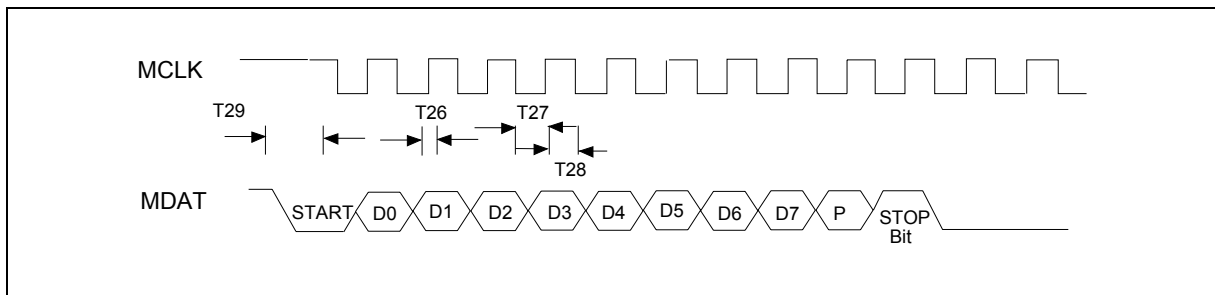 MCLK
T29
T26
T27
T28
MDAT
START
D0
D1
D2
D3
D4
D5
D6
D7
P
STOP
Bit